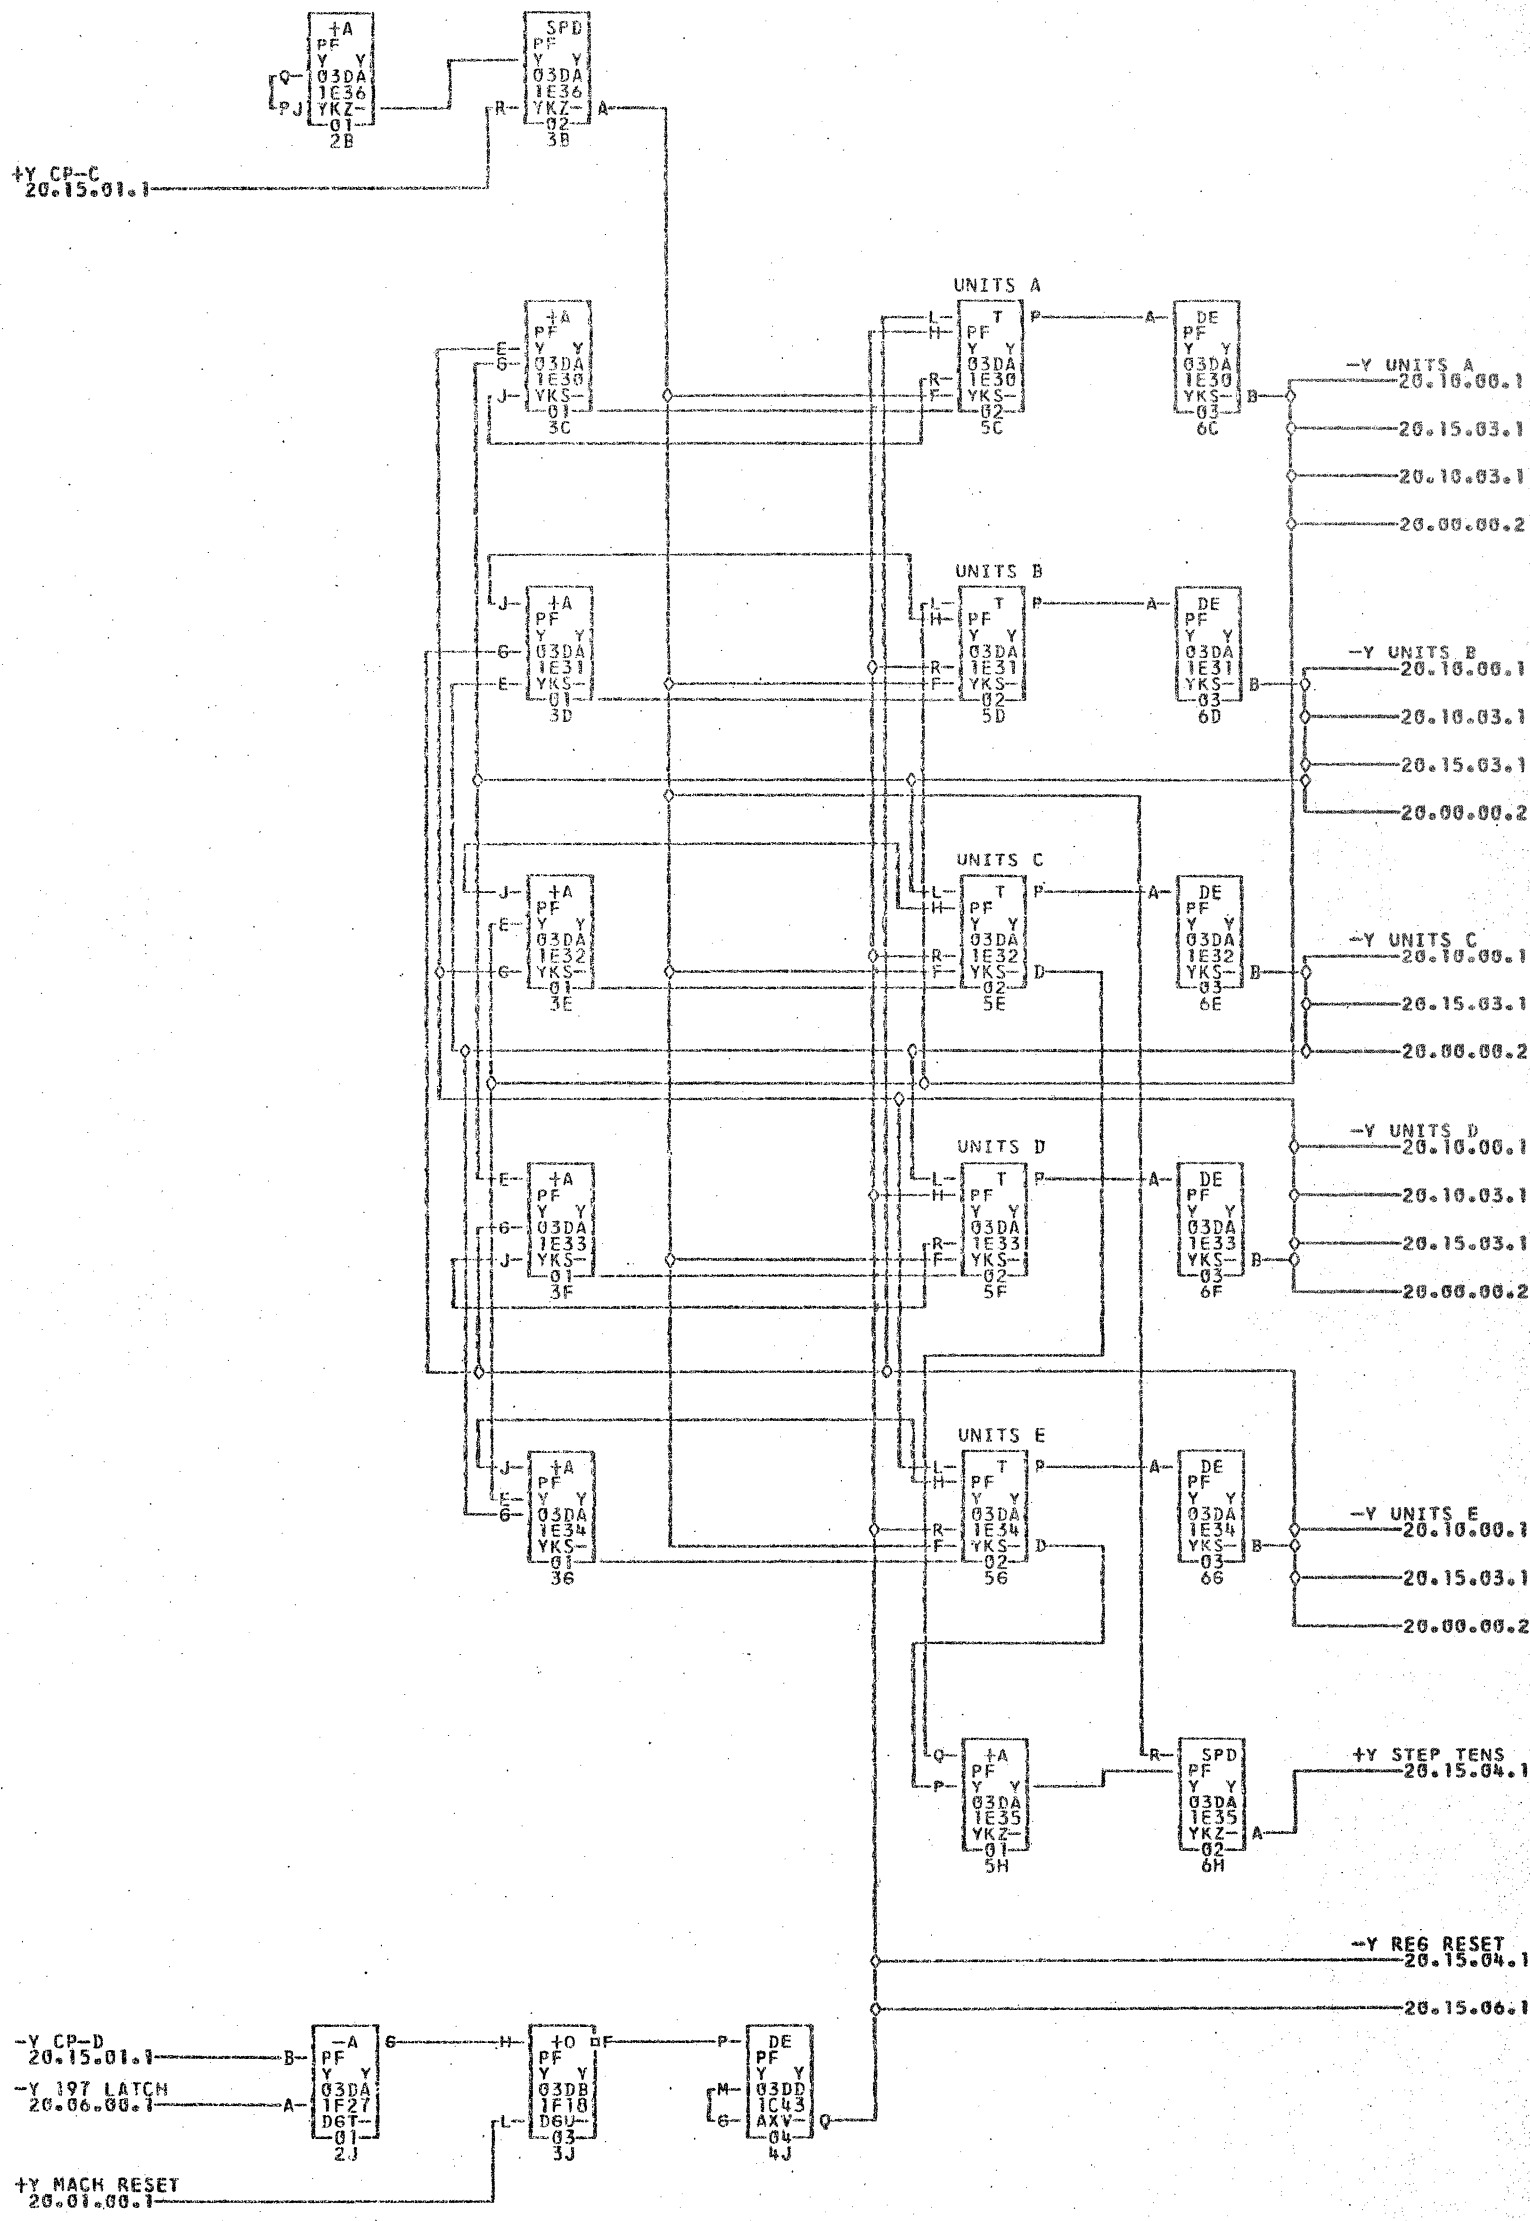 +A
PF
Y Y
Q 03DA
1E36
PJ YKZ-
01
2B
SPD
PF
Y Y
03DA
1E36
R YKZ- A
02
3B
+Y CP-C
20.15.01.1
+A
PF
E Y Y
G 03DA
1E30
J YKS-
01
3C
UNITS A
L T P
H PF
Y Y
03DA
R 1E30
F YKS-
02
5C
A DE
PF
Y Y
03DA
1E30
YKS- B
03
6C
-Y UNITS A
20.10.00.1
20.15.03.1
20.10.03.1
20.00.00.2
J +A
PF
Y Y
G 03DA
1E31
E YKS-
01
3D
UNITS B
L T P
H PF
Y Y
03DA
R 1E31
F YKS-
02
5D
A DE
PF
Y Y
03DA
1E31
YKS- B
03
6D
-Y UNITS B
20.10.00.1
20.10.03.1
20.15.03.1
20.00.00.2
J +A
PF
E Y Y
03DA
1E32
G YKS-
01
3E
UNITS C
L T P
H PF
Y Y
03DA
R 1E32
F YKS- D
02
5E
A DE
PF
Y Y
03DA
1E32
YKS- B
03
6E
-Y UNITS C
20.10.00.1
20.15.03.1
20.00.00.2
E +A
PF
Y Y
G 03DA
1E33
J YKS-
01
3F
UNITS D
L T P
H PF
Y Y
03DA
R 1E33
F YKS-
02
5F
A DE
PF
Y Y
03DA
1E33
YKS- B
03
6F
-Y UNITS D
20.10.00.1
20.10.03.1
20.15.03.1
20.00.00.2
J +A
PF
E Y Y
G 03DA
1E34
YKS-
01
3G
UNITS E
L T P
H PF
Y Y
03DA
R 1E34
F YKS- D
02
5G
A DE
PF
Y Y
03DA
1E34
YKS- B
03
6G
-Y UNITS E
20.10.00.1
20.15.03.1
20.00.00.2
Q +A
PF
P Y Y
03DA
1E35
YKZ-
01
5H
R SPD
PF
Y Y
03DA
1E35
YKZ- A
02
6H
+Y STEP TENS
20.15.04.1
-Y REG RESET
20.15.04.1
20.15.06.1
-Y CP-D
20.15.01.1
-Y 197 LATCH
20.06.00.1
-A G
B PF
Y Y
03DA
A 1F27
DGT-
01
2J
H +O F
PF
Y Y
03DB
1F18
L DGU-
03
3J
P DE
PF
Y Y
M 03DD
1C43
G AXV- Q
04
4J
+Y MACH RESET
20.01.00.1